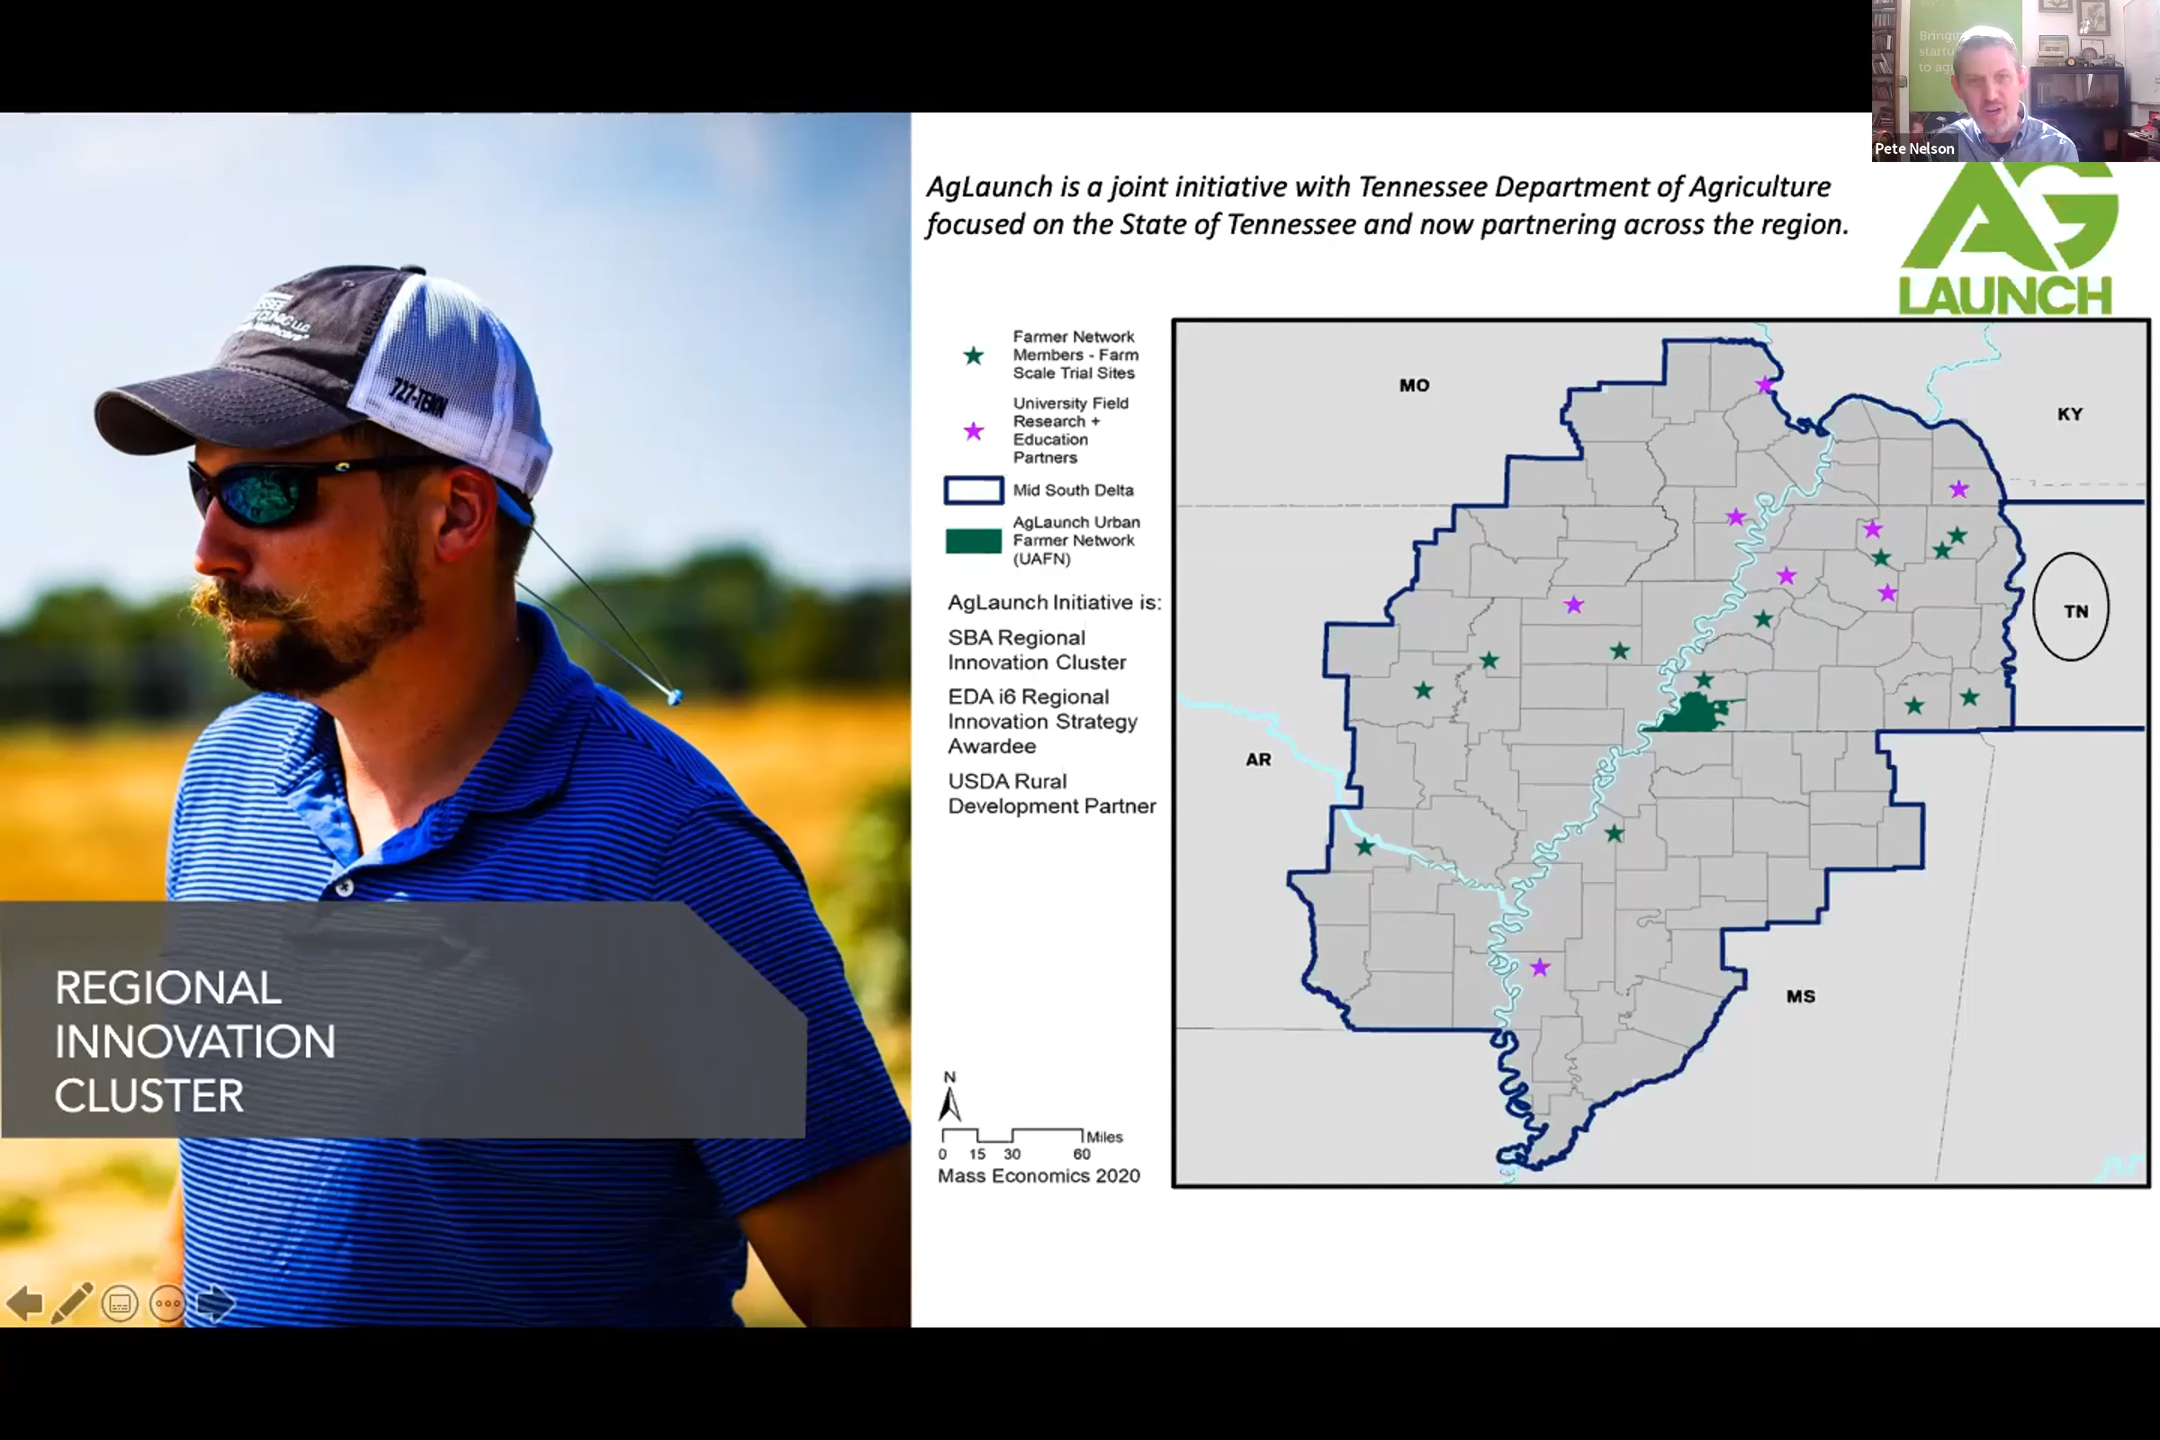 Bringing
to ag
Pete Nelson
AgLaunch is a joint initiative with Tennessee Department of Agriculture
focused on the State of Tennessee and now partnering across the region.
AG
LAUNCH
727-TENN
REGIONAL
INNOVATION
CLUSTER
Farmer Network
Members - Farm
Scale Trial Sites
University Field
Research +
Education
Partners
Mid South Delta
AgLaunch Urban
Farmer Network
(UAFN)
AgLaunch Initiative is:
SBA Regional
Innovation Cluster
EDA i6 Regional
Innovation Strategy
Awardee
USDA Rural
Development Partner
N
Miles
0 15 30 60
Mass Economics 2020
MO
KY
TN
AR
MS